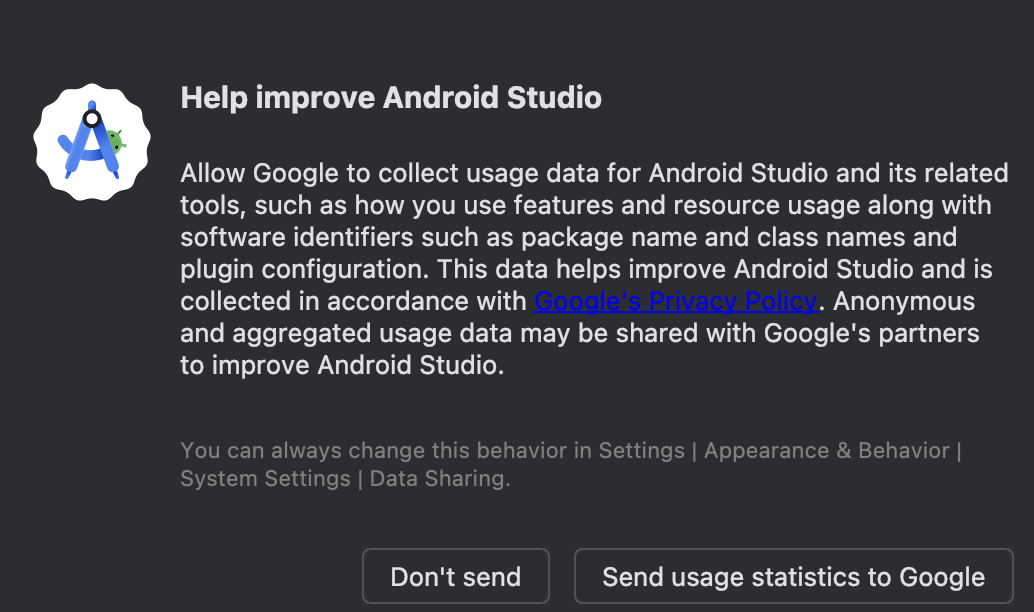 Help improve Android Studio
Allow Google to collect usage data for Android Studio and its related
tools, such as how you use features and resource usage along with
software identifiers such as package name and class names and
plugin configuration. This data helps improve Android Studio and is
collected in accordance with Google's Privacy Policy. Anonymous
and aggregated usage data may be shared with Google's partners
to improve Android Studio.
You can always change this behavior in Settings | Appearance & Behavior |
System Settings | Data Sharing.
Don't send
Send usage statistics to Google